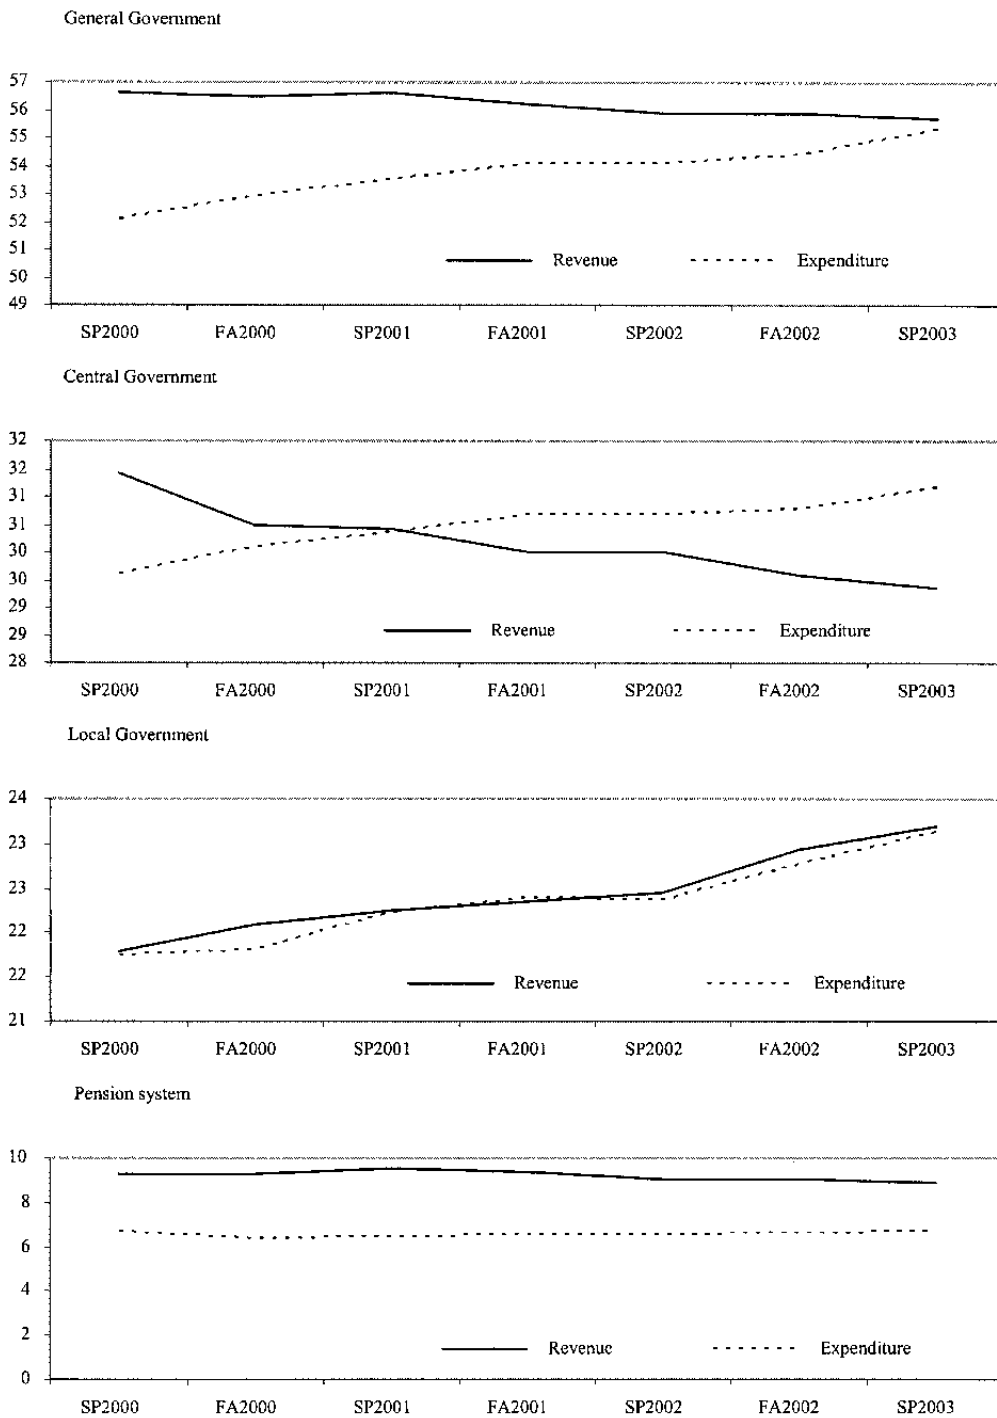 General Government
57
56
55
54
53
52
51
50
49
Revenue Expenditure
SP2000 FA2000 SP2001 FA2001 SP2002 FA2002 SP2003
Central Government
32
32
31
31
30
30
29
29
28
Revenue Expenditure
SP2000 FA2000 SP2001 FA2001 SP2002 FA2002 SP2003
Local Government
24
23
23
22
22
21
Revenue Expenditure
SP2000 FA2000 SP2001 FA2001 SP2002 FA2002 SP2003
Pension system
10
8
6
4
2
0
Revenue Expenditure
SP2000 FA2000 SP2001 FA2001 SP2002 FA2002 SP2003